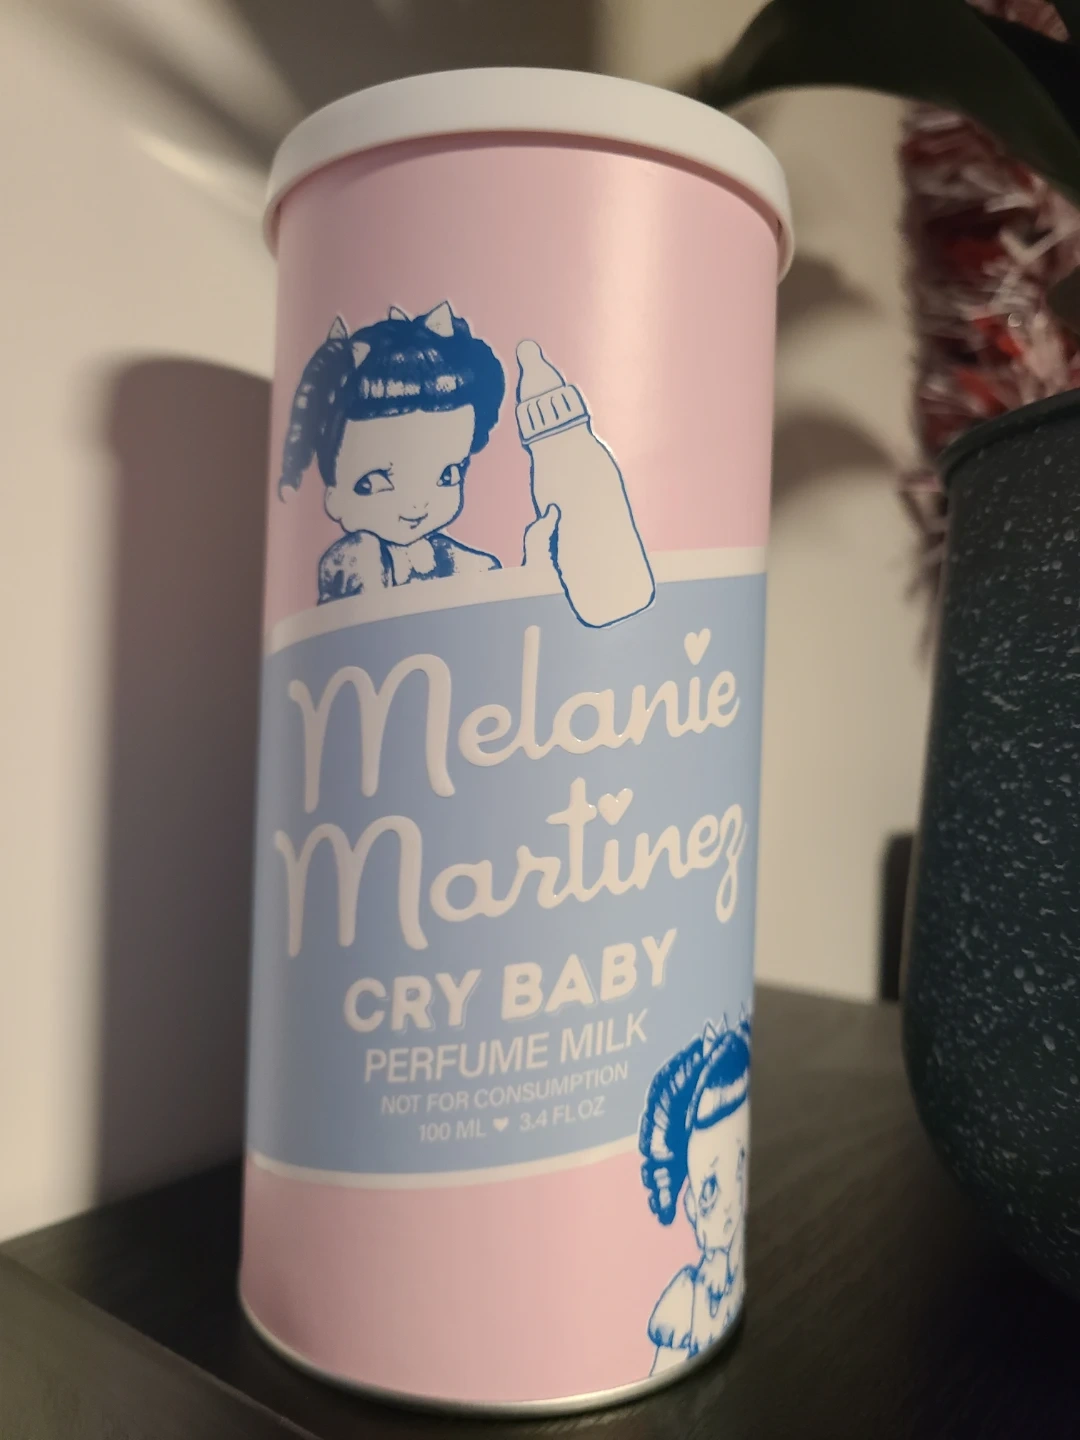 Melanie
Martinez
CRY BABY
PERFUME MILK
NOT FOR CONSUMPTION
100 ML ♥ 3.4 FL OZ